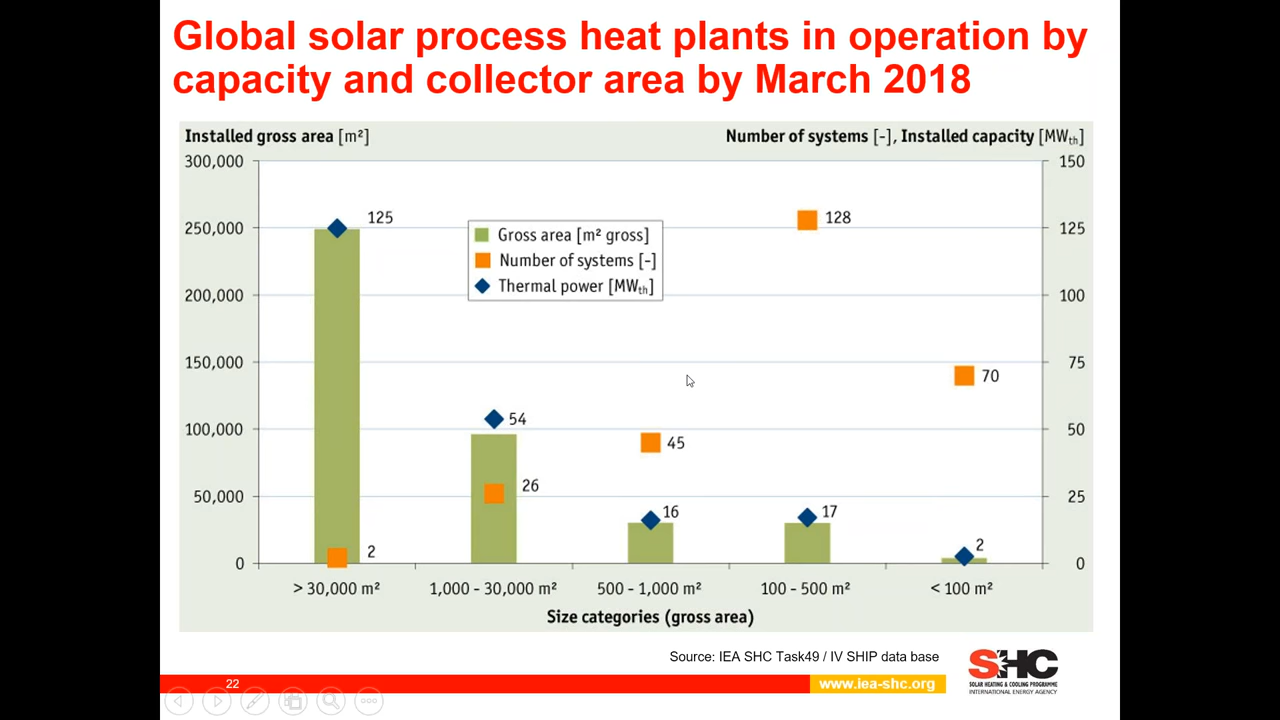 Global solar process heat plants in operation by
capacity and collector area by March 2018
Installed gross area [m²]
Number of systems [-], Installed capacity [MWth]
300,000
250,000
200,000
150,000
100,000
50,000
0
150
125
100
75
50
25
0
Gross area [m² gross]
Number of systems [-]
Thermal power [MWth]
125
2
54
26
45
16
128
17
70
2
> 30,000 m²
1,000 - 30,000 m²
500 - 1,000 m²
100 - 500 m²
< 100 m²
Size categories (gross area)
Source: IEA SHC Task49 / IV SHIP data base
SHC
SOLAR HEATING & COOLING PROGRAMME
INTERNATIONAL ENERGY AGENCY
22
www.iea-shc.org